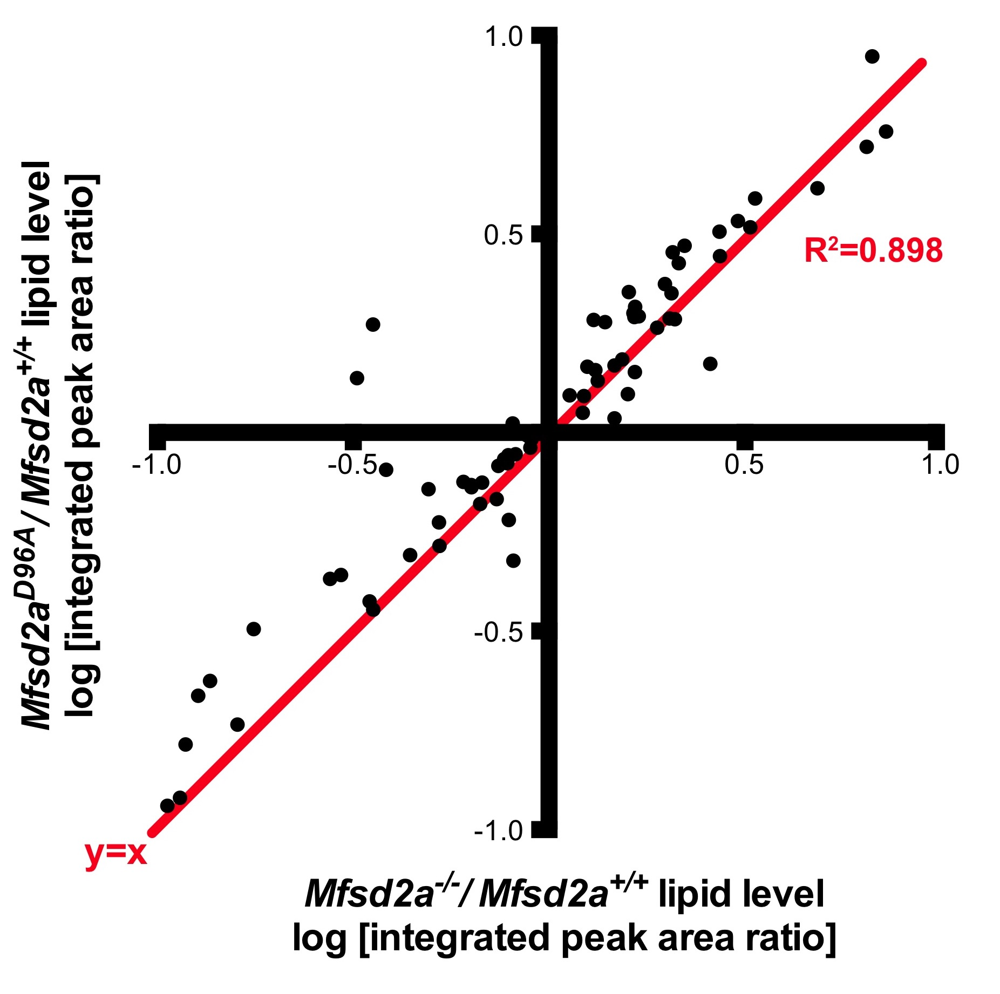 Mfsd2a^D96A/Mfsd2a^+/+ lipid level
log [integrated peak area ratio]
1.0
0.5
R²=0.898
-1.0
-0.5
0.5
1.0
-0.5
-1.0
y=x
Mfsd2a^-/-/Mfsd2a^+/+ lipid level
log [integrated peak area ratio]